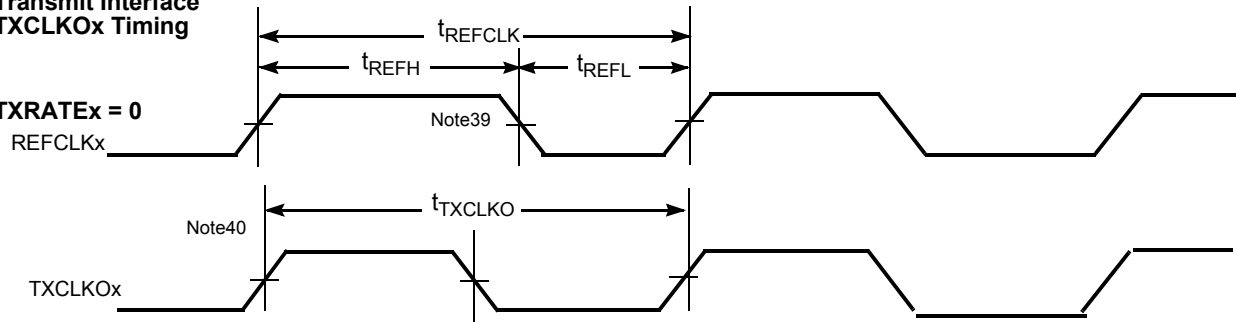 Transmit Interface
TXCLKOx Timing
tREFCLK
tREFH
tREFL
TXRATEx = 0
Note39
REFCLKx
tTXCLKO
Note40
TXCLKOx